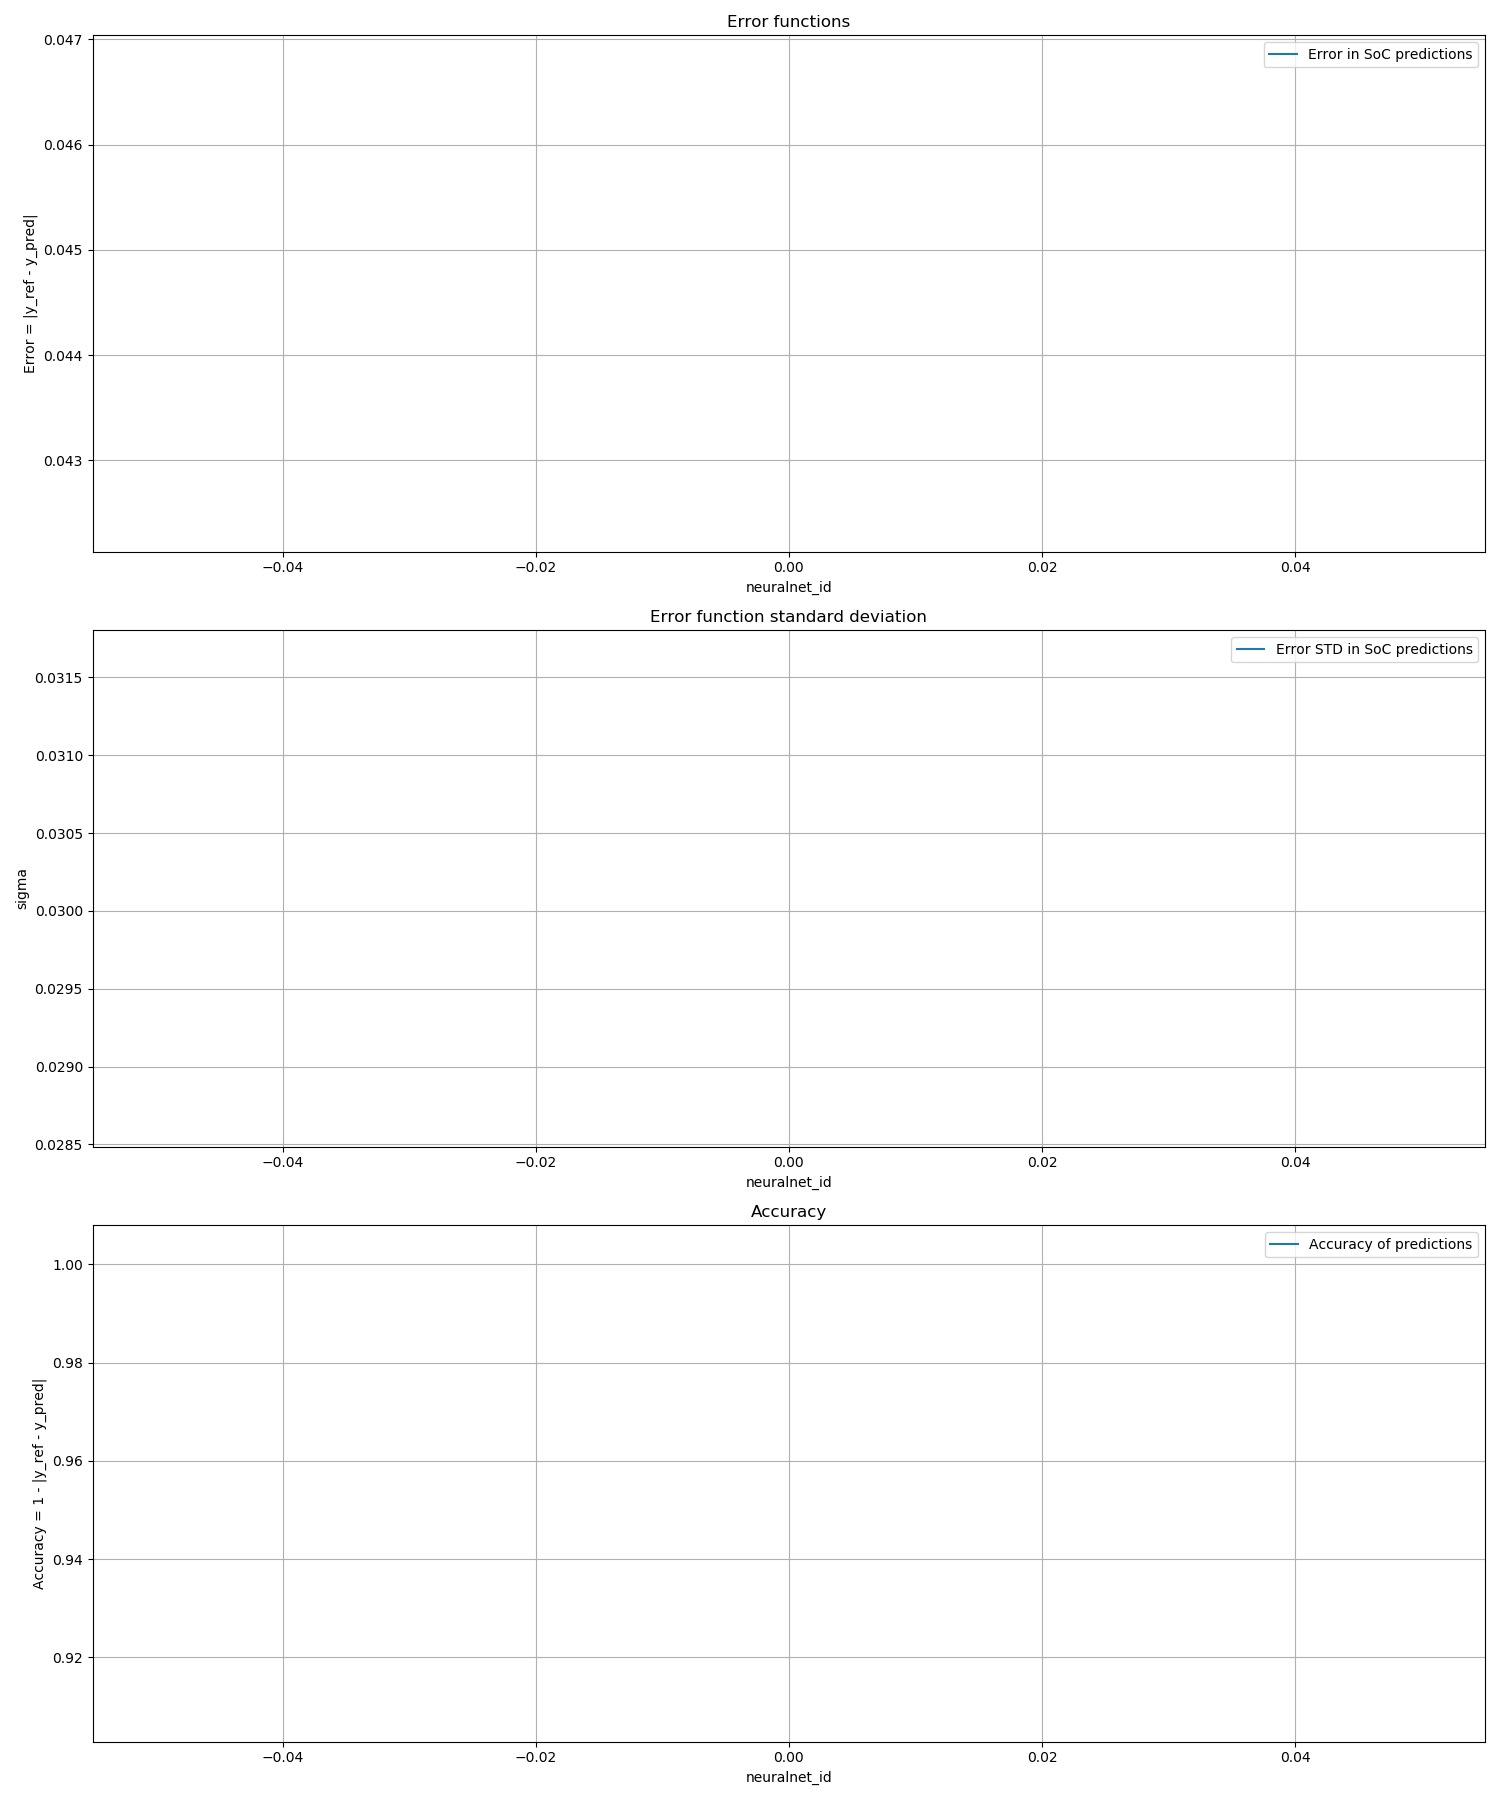 Error functions
Error in SoC predictions
0.047
0.046
0.045
0.044
0.043
Error = |y_ref - y_pred|
−0.04 −0.02 0.00 0.02 0.04
neuralnet_id
Error function standard deviation
Error STD in SoC predictions
0.0315
0.0310
0.0305
0.0300
0.0295
0.0290
0.0285
sigma
−0.04 −0.02 0.00 0.02 0.04
neuralnet_id
Accuracy
Accuracy of predictions
1.00
0.98
0.96
0.94
0.92
Accuracy = 1 - |y_ref - y_pred|
−0.04 −0.02 0.00 0.02 0.04
neuralnet_id